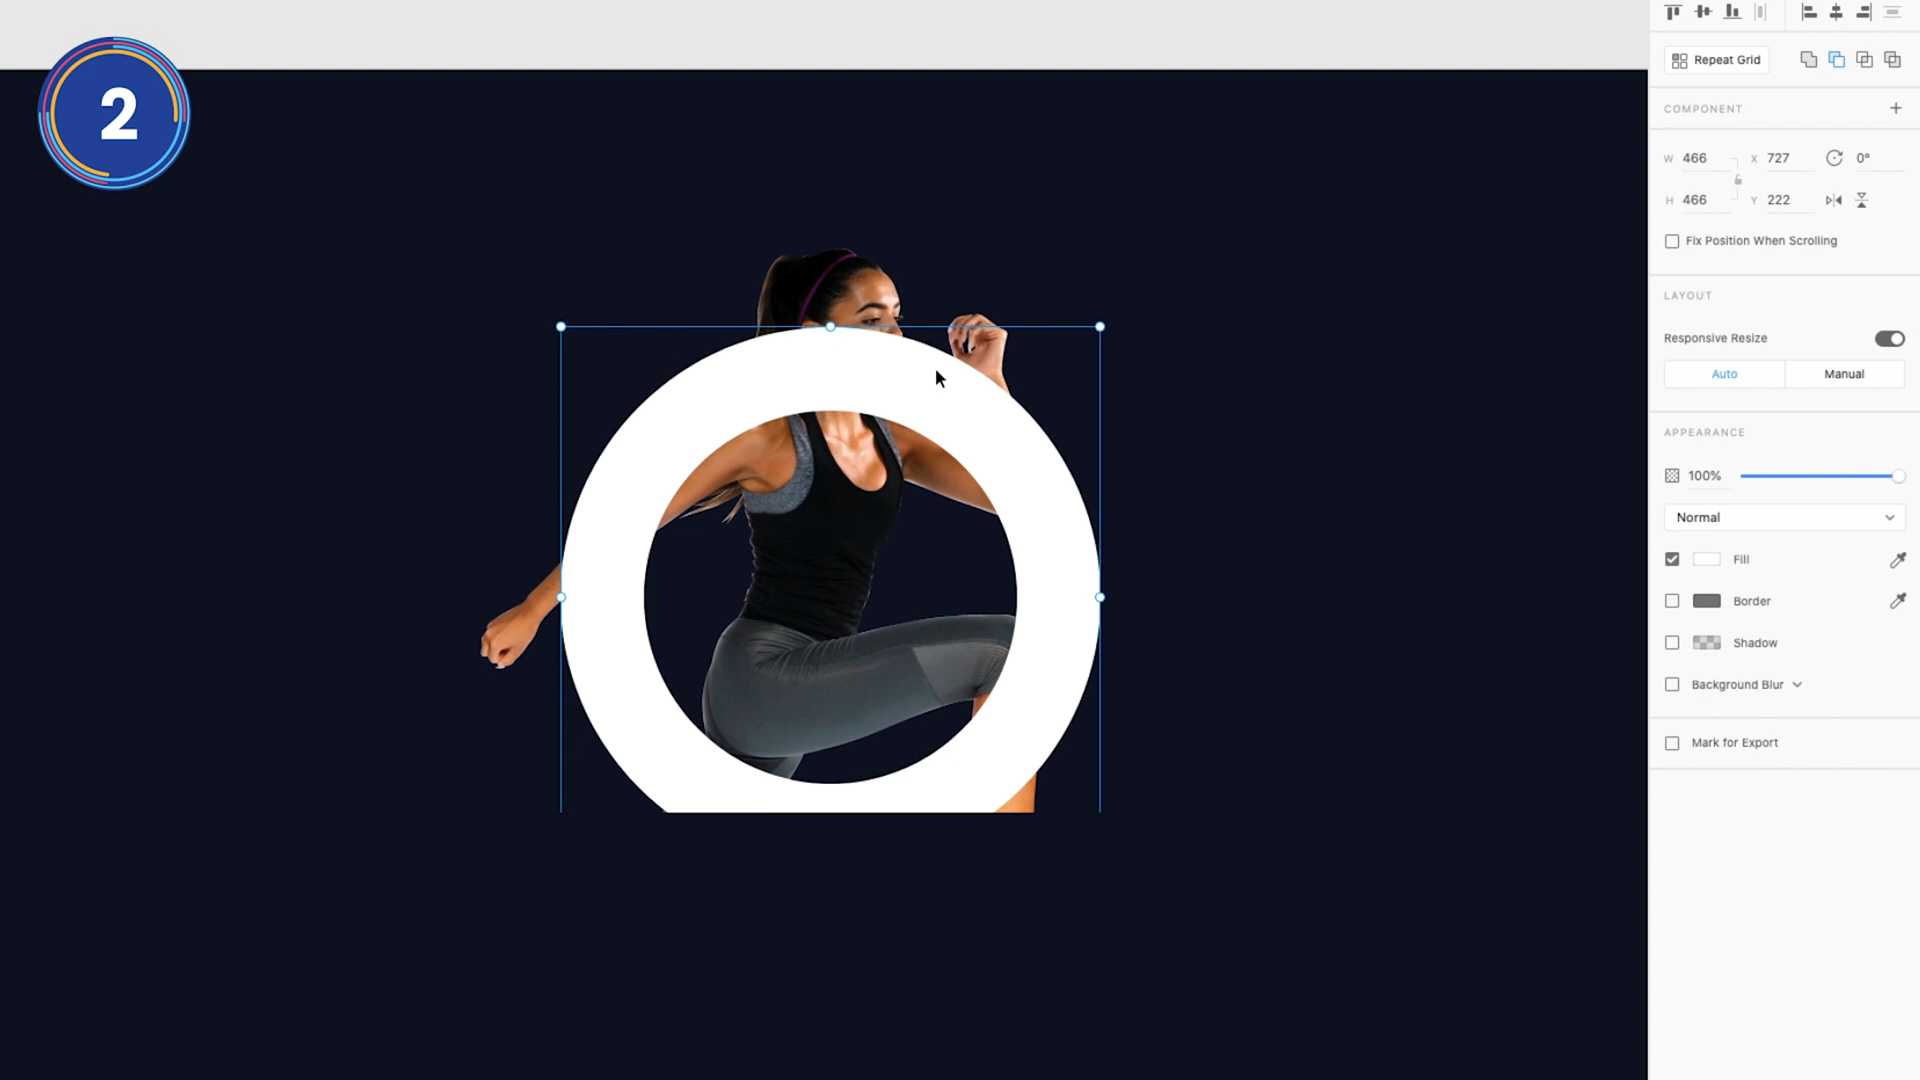 2
Repeat Grid
COMPONENT
W 466 X 727 0°
H 466 Y 222
Fix Position When Scrolling
LAYOUT
Responsive Resize
Auto Manual
APPEARANCE
100%
Normal
Fill
Border
Shadow
Background Blur
Mark for Export